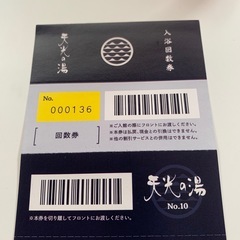 天光の湯
入浴回数券
No.
000136
回数券
※ご入館の際にフロントにお渡しください。
※本券は払戻、現金との引換はできません。
※他の割引サービスとの併用はできません。
天光の湯
No.10
※本券を切り離してフロントにお渡しください。